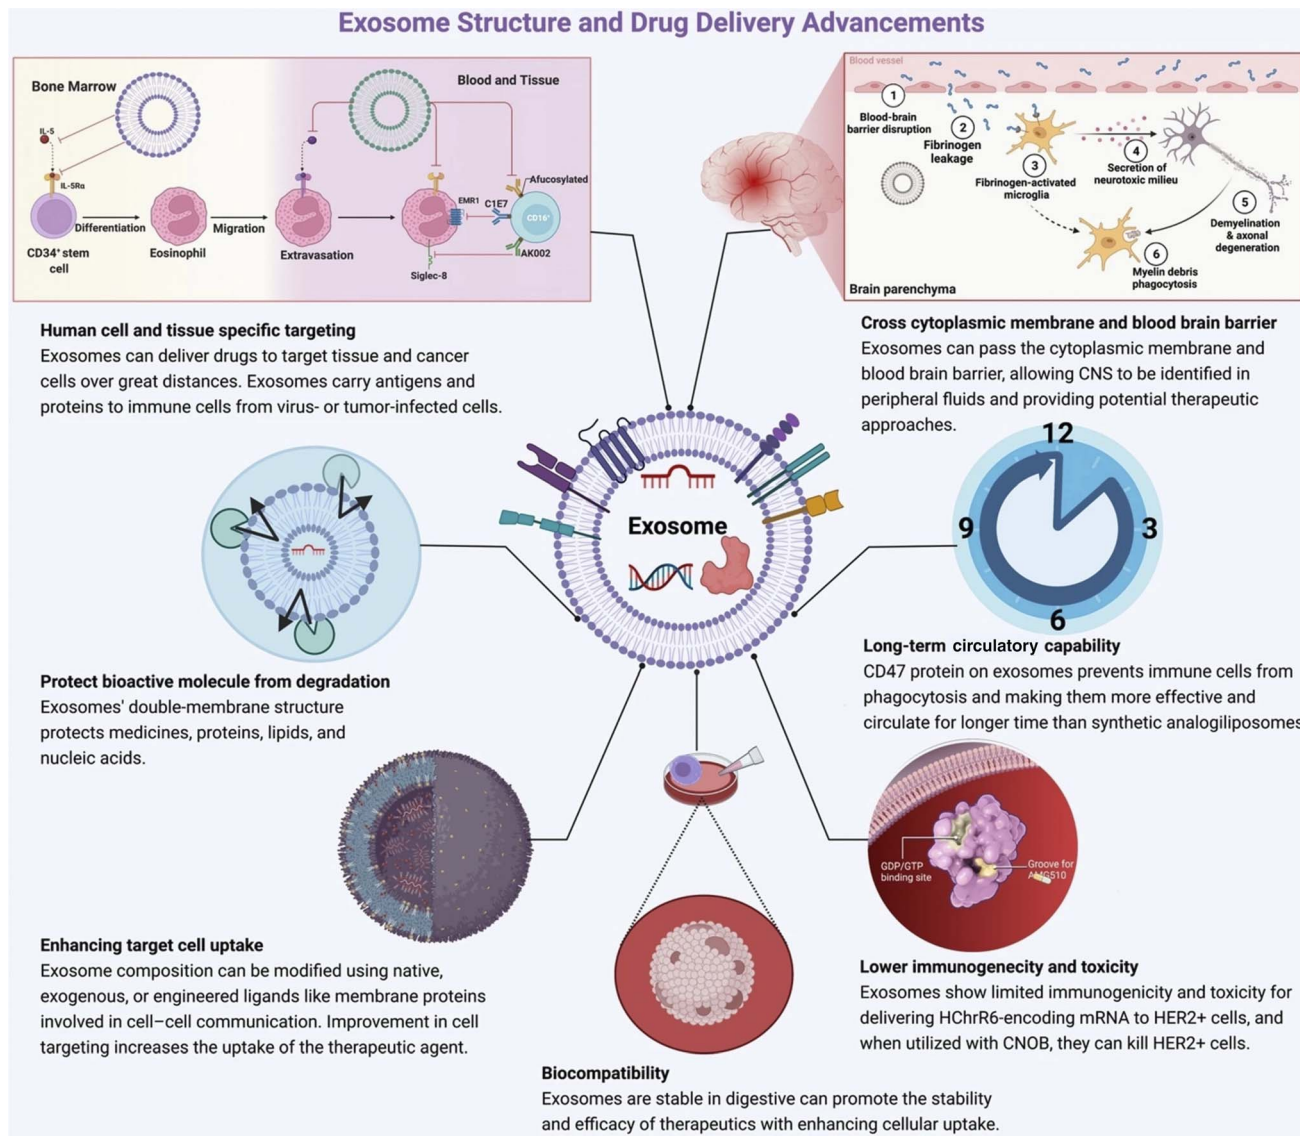 Exosome Structure and Drug Delivery Advancements
Bone Marrow
Blood and Tissue
IL-5
IL-5Rα
Afucosylated
EMR1
C1E7
CD16⁺
Differentiation
Migration
CD34⁺ stem
cell
Eosinophil
Extravasation
AK002
Siglec-8
Blood vessel
1
Blood-brain
barrier disruption
2
Fibrinogen
leakage
3
Fibrinogen-activated
microglia
4
Secretion of
neurotoxic milieu
5
Demyelination
& axonal
degeneration
6
Myelin debris
phagocytosis
Brain parenchyma
Human cell and tissue specific targeting
Exosomes can deliver drugs to target tissue and cancer
cells over great distances. Exosomes carry antigens and
proteins to immune cells from virus- or tumor-infected cells.
Cross cytoplasmic membrane and blood brain barrier
Exosomes can pass the cytoplasmic membrane and
blood brain barrier, allowing CNS to be identified in
peripheral fluids and providing potential therapeutic
approaches.
Exosome
12
9
3
6
Protect bioactive molecule from degradation
Exosomes' double-membrane structure
protects medicines, proteins, lipids, and
nucleic acids.
Long-term circulatory capability
CD47 protein on exosomes prevents immune cells from
phagocytosis and making them more effective and
circulate for longer time than synthetic analogiliposomes
GDP/GTP
binding site
Groove for
AMG510
Enhancing target cell uptake
Exosome composition can be modified using native,
exogenous, or engineered ligands like membrane proteins
involved in cell–cell communication. Improvement in cell
targeting increases the uptake of the therapeutic agent.
Lower immunogenecity and toxicity
Exosomes show limited immunogenicity and toxicity for
delivering HChrR6-encoding mRNA to HER2+ cells, and
when utilized with CNOB, they can kill HER2+ cells.
Biocompatibility
Exosomes are stable in digestive can promote the stability
and efficacy of therapeutics with enhancing cellular uptake.